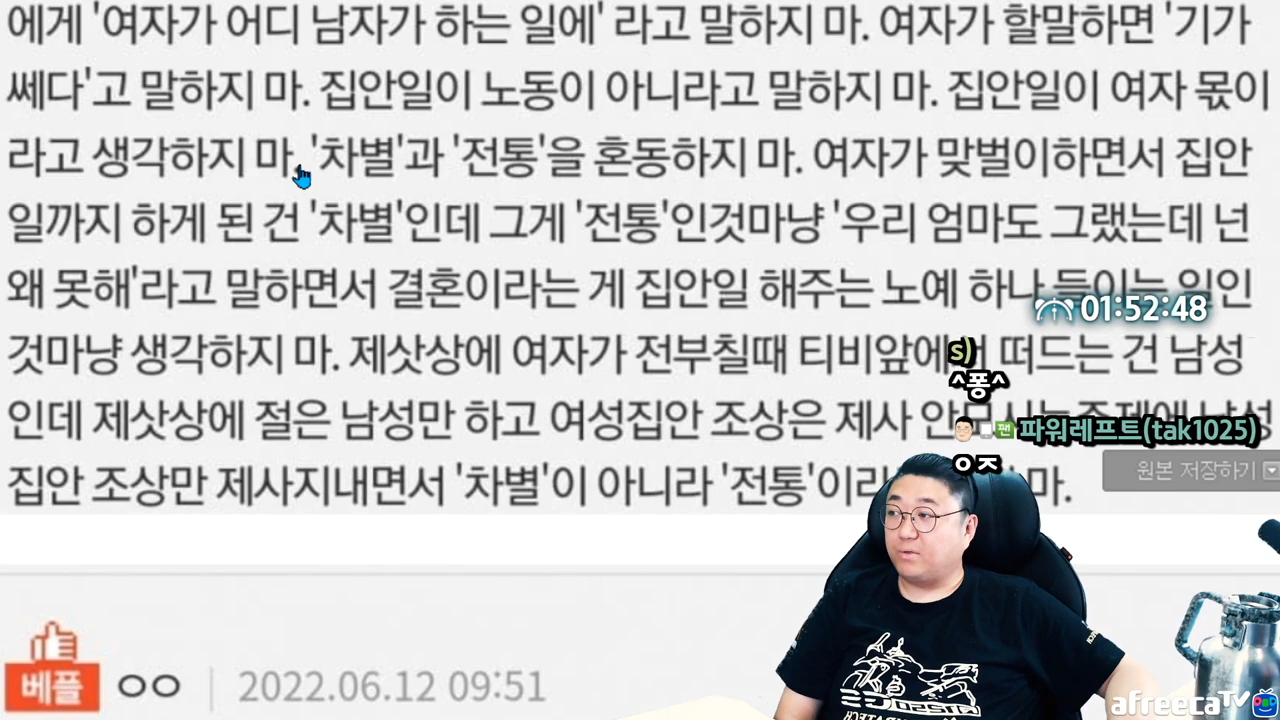 에게 '여자가 어디 남자가 하는 일에' 라고 말하지 마. 여자가 할말하면 '기가
쎄다'고 말하지 마. 집안일이 노동이 아니라고 말하지 마. 집안일이 여자 몫이
라고 생각하지 마. '차별'과 '전통'을 혼동하지 마. 여자가 맞벌이하면서 집안
일까지 하게 된 건 '차별'인데 그게 '전통'인것마냥 '우리 엄마도 그랬는데 넌
왜 못해'라고 말하면서 결혼이라는 게 집안일 해주는 노예 하나 들이는 일인
01:52:48
것마냥 생각하지 마. 제삿상에 여자가 전부칠때 티비앞에 떠드는 건 남성
s)
^퐁^
인데 제삿상에 절은 남성만 하고 여성집안 조상은 제사 남성
팬 파워레프트(tak1025)
ㅇㅈ
집안 조상만 제사지내면서 '차별'이 아니라 '전통'이라 마.
원본 저장하기
베플 ㅇㅇ 2022.06.12 09:51
afreecaTV